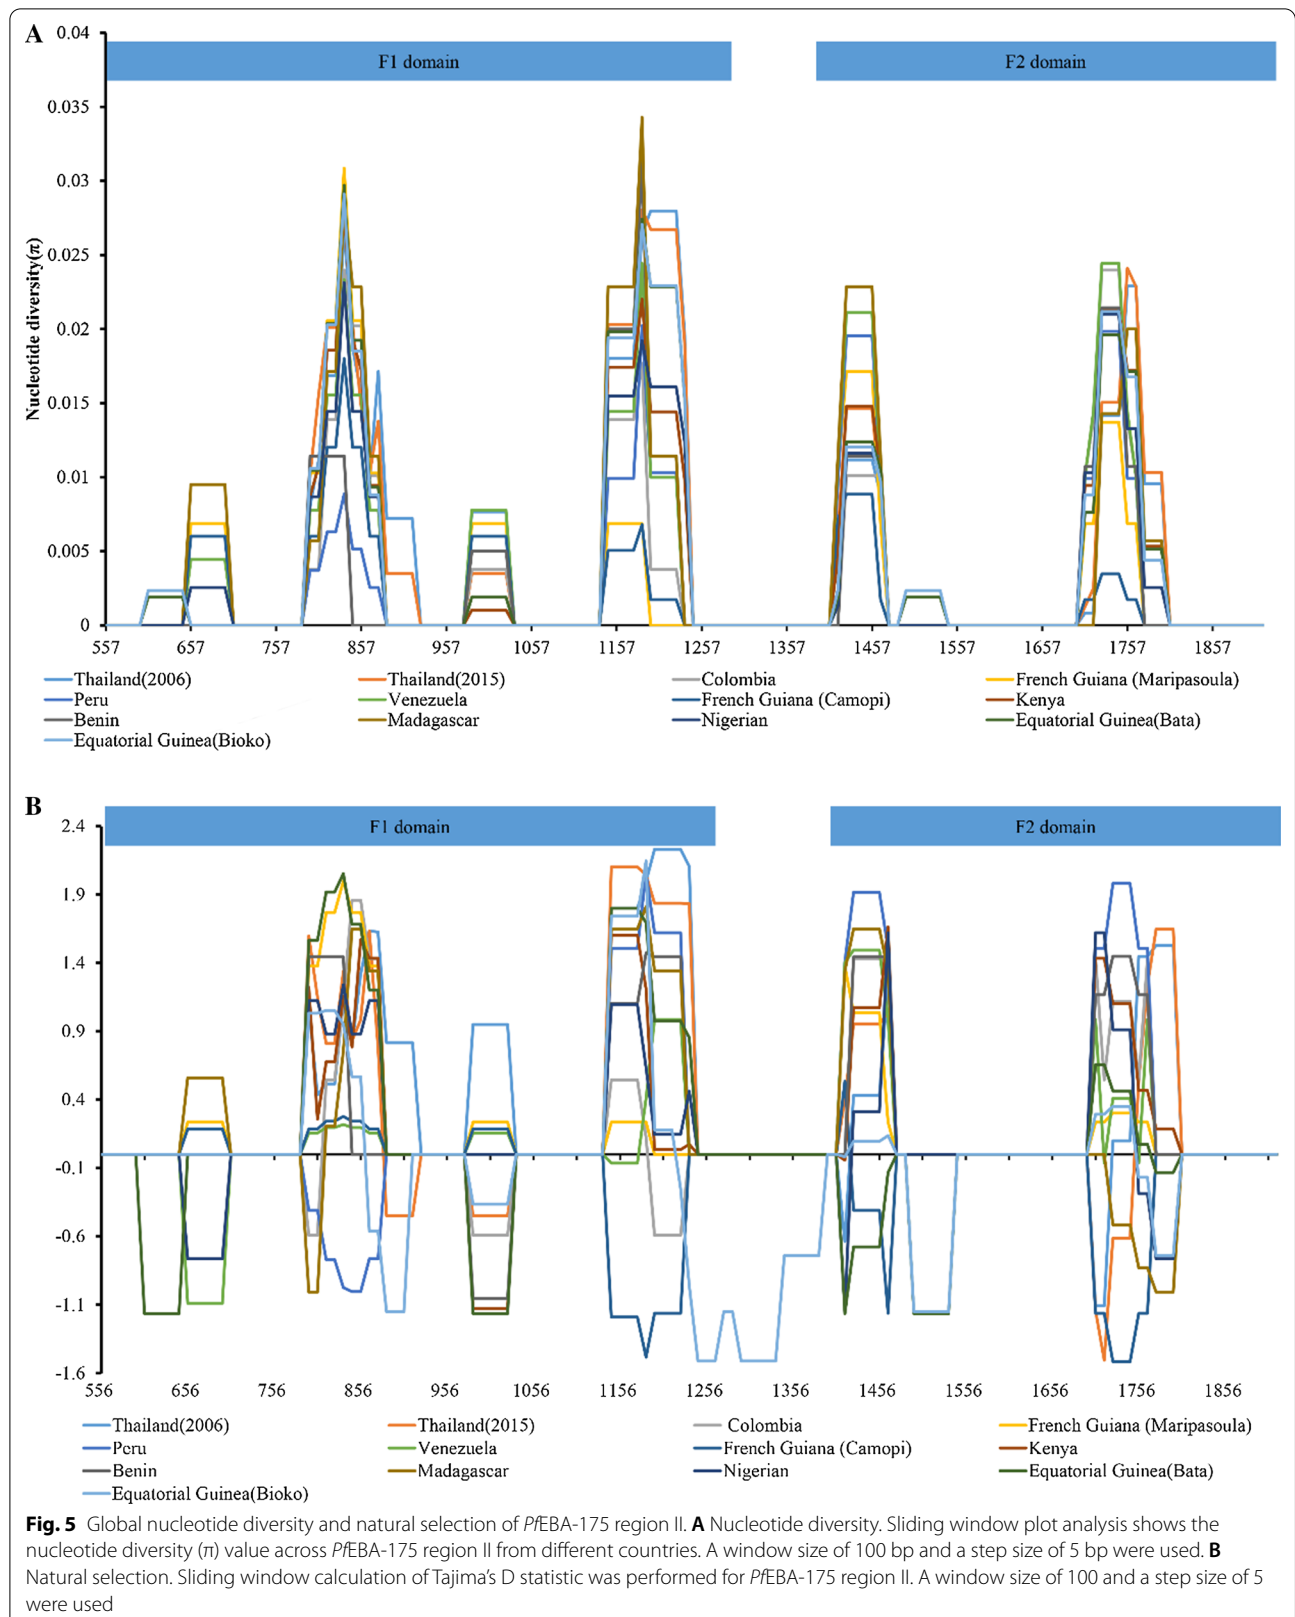 A
0.04
F1 domain
F2 domain
0.035
0.03
0.025
0.02
0.015
0.01
0.005
0
Nucleotide diversity(π)
557 657 757 857 957 1057 1157 1257 1357 1457 1557 1657 1757 1857
Thailand(2006) Thailand(2015) Colombia French Guiana (Maripasoula)
Peru Venezuela French Guiana (Camopi) Kenya
Benin Madagascar Nigerian Equatorial Guinea(Bata)
Equatorial Guinea(Bioko)
B
2.4
F1 domain
F2 domain
1.9
1.4
0.9
0.4
-0.1
-0.6
-1.1
-1.6
556 656 756 856 956 1056 1156 1256 1356 1456 1556 1656 1756 1856
Thailand(2006) Thailand(2015) Colombia French Guiana (Maripasoula)
Peru Venezuela French Guiana (Camopi) Kenya
Benin Madagascar Nigerian Equatorial Guinea(Bata)
Equatorial Guinea(Bioko)
Fig. 5 Global nucleotide diversity and natural selection of PfEBA-175 region II. A Nucleotide diversity. Sliding window plot analysis shows the
nucleotide diversity (π) value across PfEBA-175 region II from different countries. A window size of 100 bp and a step size of 5 bp were used. B
Natural selection. Sliding window calculation of Tajima's D statistic was performed for PfEBA-175 region II. A window size of 100 and a step size of 5
were used